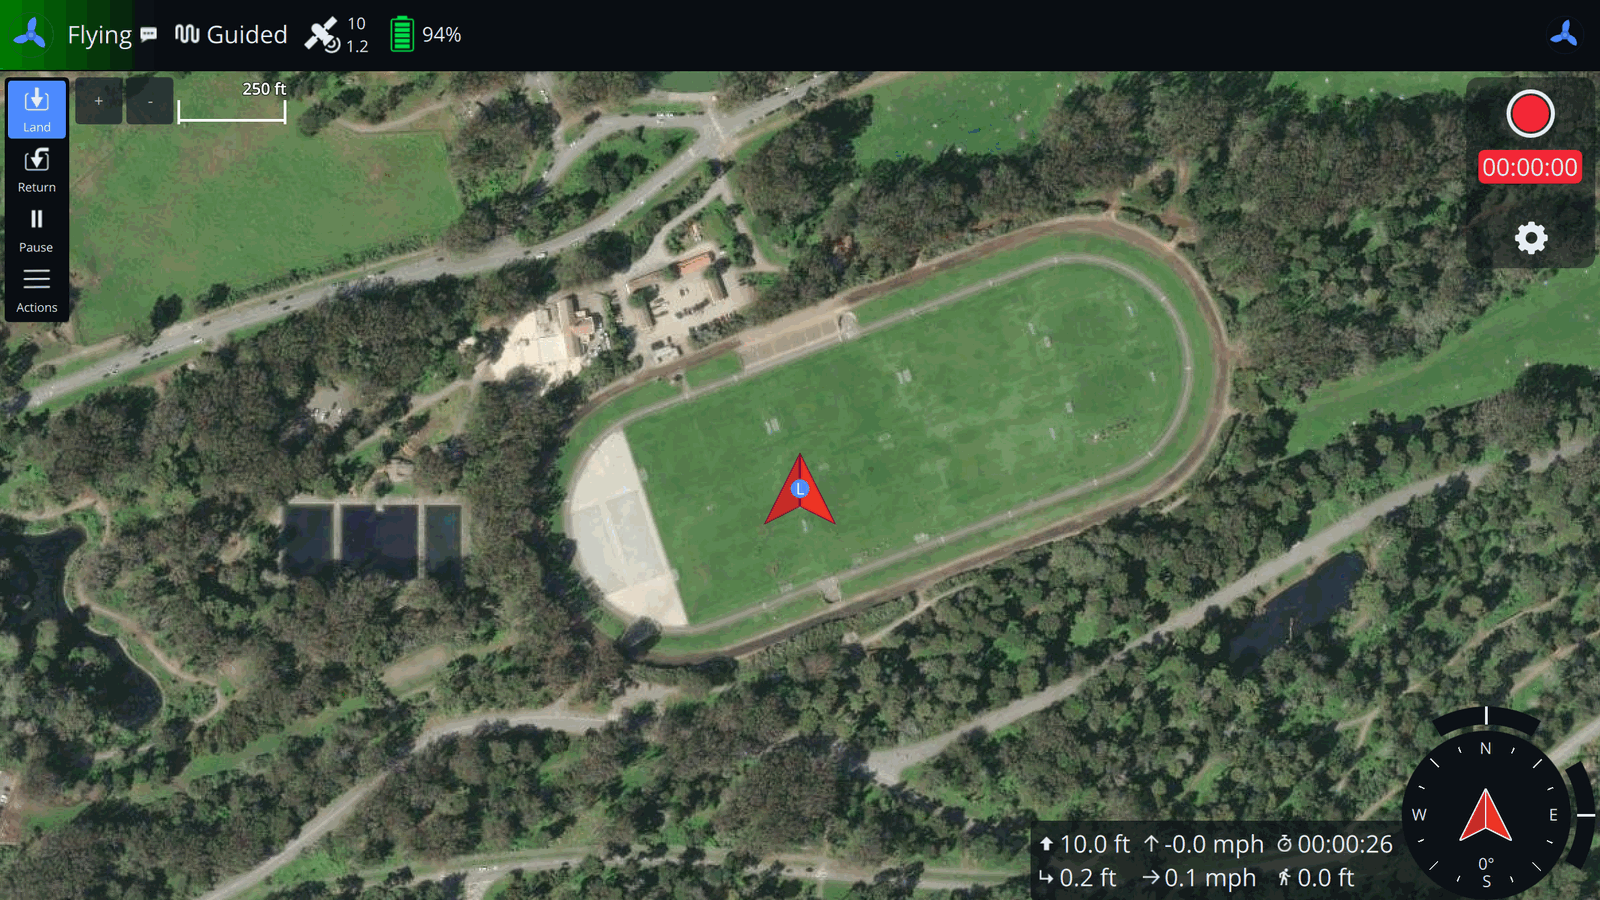 Flying Guided 10 1.2 94%
Land
Return
Pause
Actions
+ -
250 ft
00:00:00
L
N
W E
0°
S
10.0 ft -0.0 mph 00:00:26
0.2 ft 0.1 mph 0.0 ft